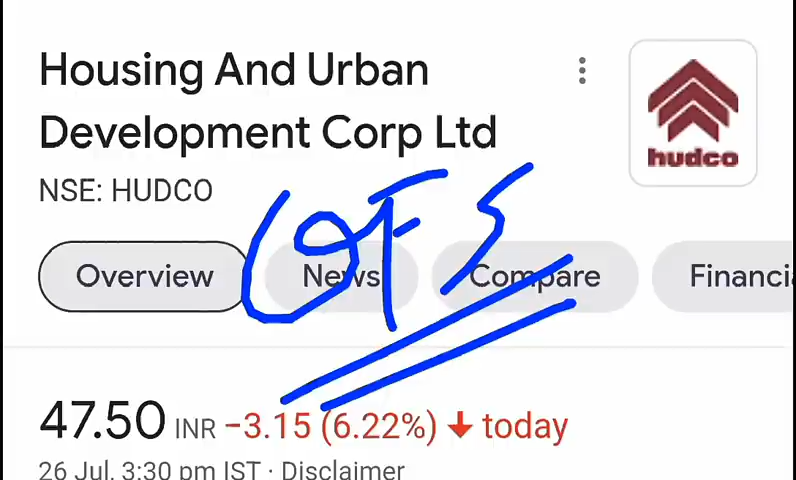 Housing And Urban
Development Corp Ltd
hudco
NSE: HUDCO
OFS
Overview News Compare Financi
47.50 INR −3.15 (6.22%) ↓ today
26 Jul, 3:30 pm IST · Disclaimer